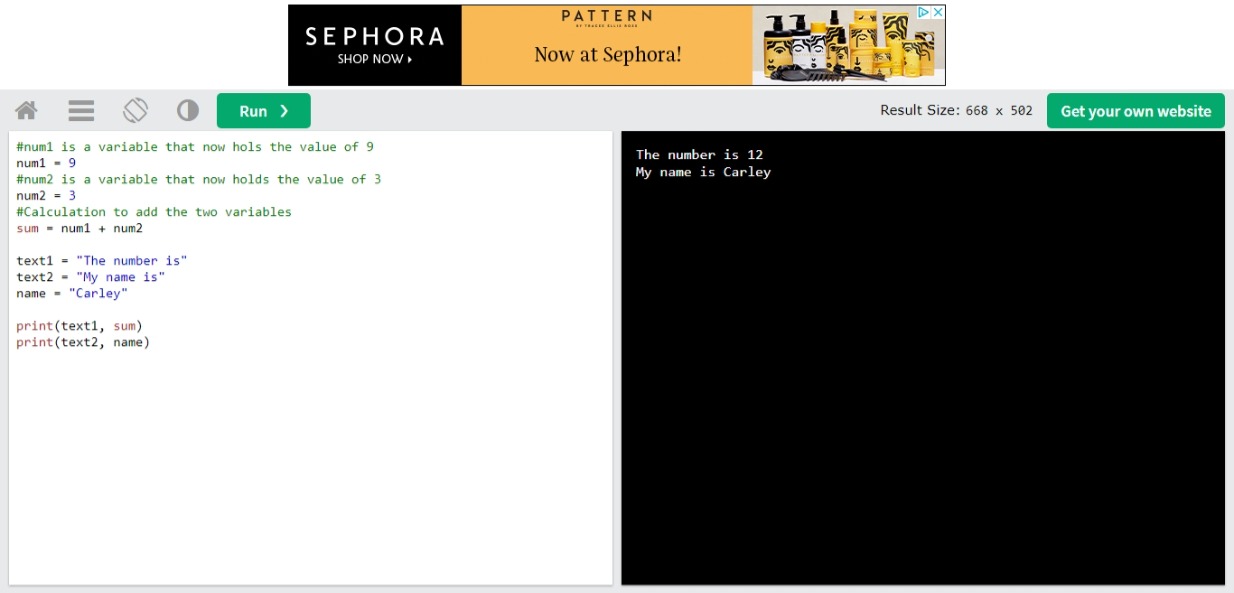 SEPHORA
SHOP NOW
PATTERN
BY TRACEE ELLIS ROSS
Now at Sephora!
Run ❯
Result Size: 668 x 502
Get your own website
#num1 is a variable that now hols the value of 9
num1 = 9
#num2 is a variable that now holds the value of 3
num2 = 3
#Calculation to add the two variables
sum = num1 + num2
text1 = "The number is"
text2 = "My name is"
name = "Carley"
print(text1, sum)
print(text2, name)
The number is 12
My name is Carley